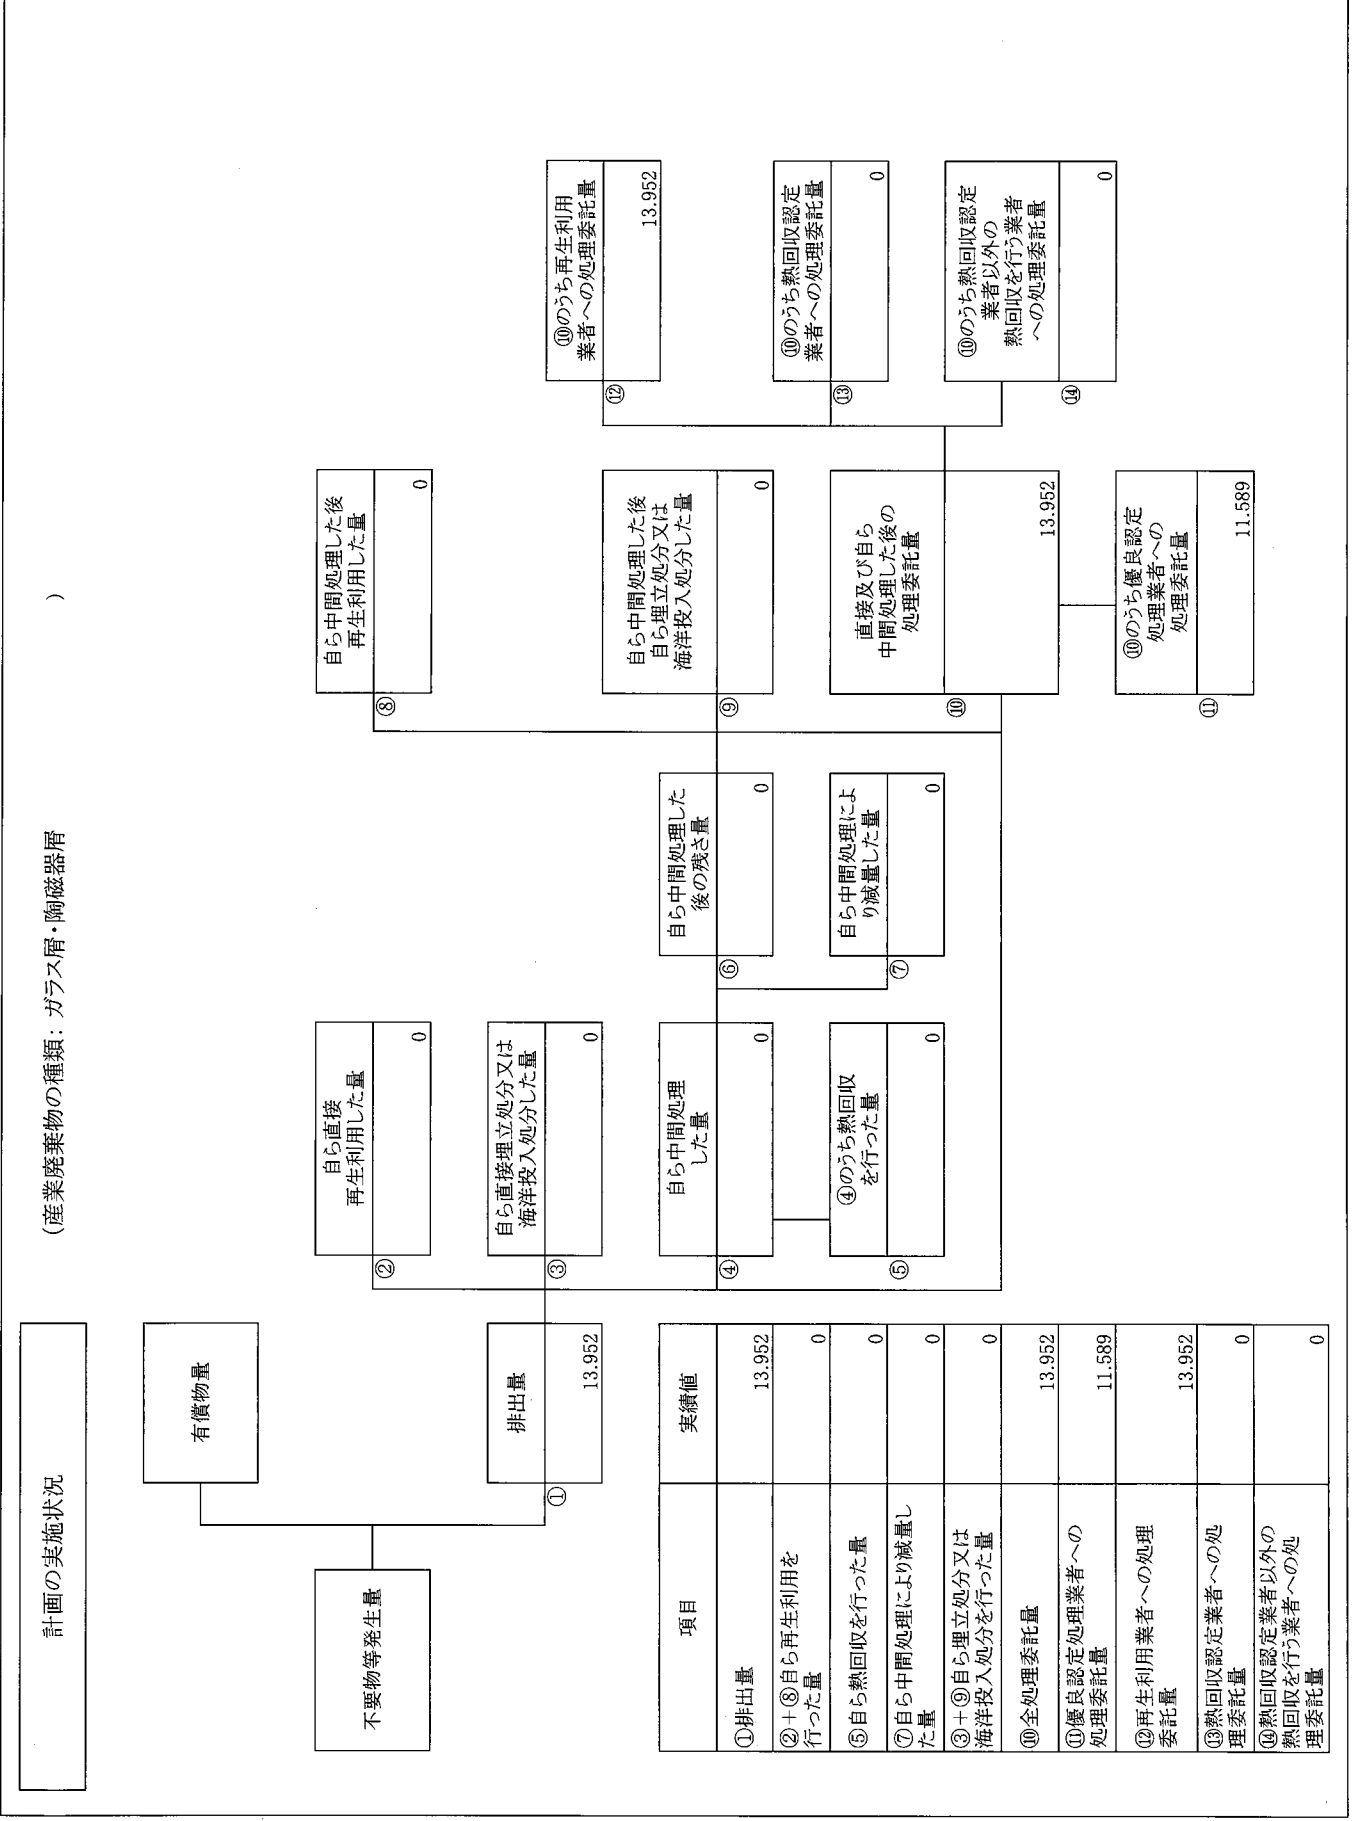 計画の実施状況
(産業廃棄物の種類: ガラス屑・陶磁器屑 )
不要物等発生量
有償物量
排出量
①
13.952
自ら直接
再生利用した量
②
0
自ら直接埋立処分又は
海洋投入処分した量
③
0
自ら中間処理
した量
④
0
④のうち熱回収
を行った量
⑤
0
自ら中間処理した
後の残さ量
⑥
0
自ら中間処理によ
り減量した量
⑦
0
自ら中間処理した後
再生利用した量
⑧
0
自ら中間処理した後
自ら埋立処分又は
海洋投入処分した量
⑨
0
直接及び自ら
中間処理した後の
処理委託量
⑩
13.952
⑩のうち優良認定
処理業者への
処理委託量
⑪
11.589
⑩のうち再生利用
業者への処理委託量
⑫
13.952
⑩のうち熱回収認定
業者への処理委託量
⑬
0
⑩のうち熱回収認定
業者以外の
熱回収を行う業者
への処理委託量
⑭
0
項目 実績値
①排出量 13.952
②+⑧自ら再生利用を
行った量 0
⑤自ら熱回収を行った量 0
⑦自ら中間処理により減量し
た量 0
③+⑨自ら埋立処分又は
海洋投入処分を行った量 0
⑩全処理委託量 13.952
⑪優良認定処理業者への
処理委託量 11.589
⑫再生利用業者への処理
委託量 13.952
⑬熱回収認定業者への処
理委託量 0
⑭熱回収認定業者以外の
熱回収を行う業者への処
理委託量 0